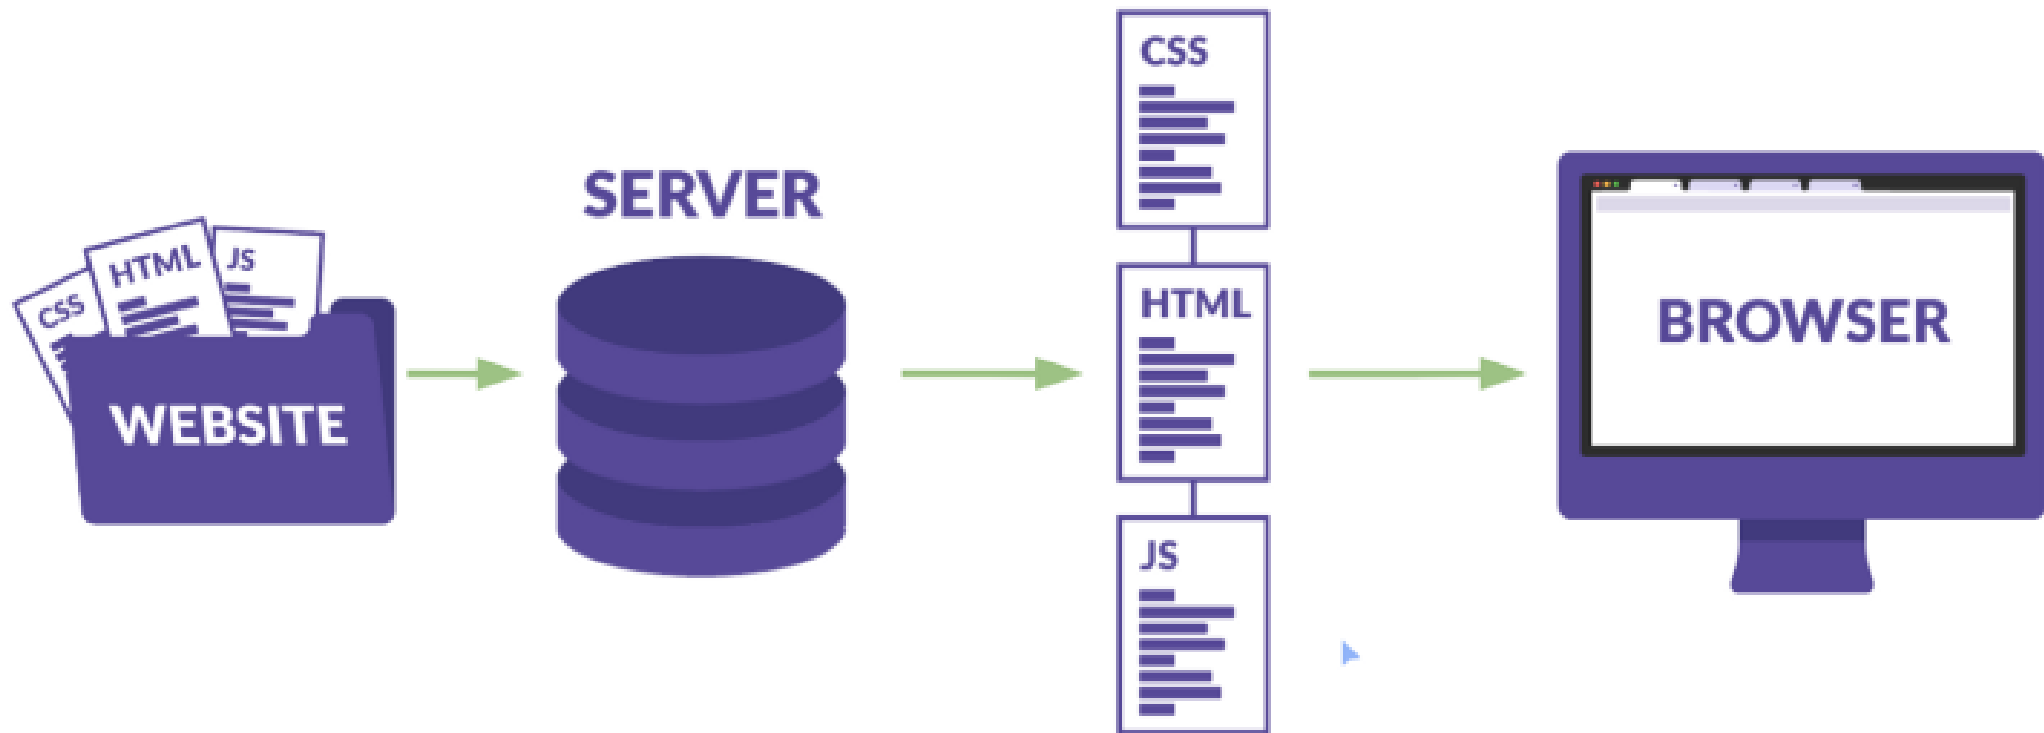 CSS
HTML
JS
WEBSITE
SERVER
CSS
HTML
JS
BROWSER